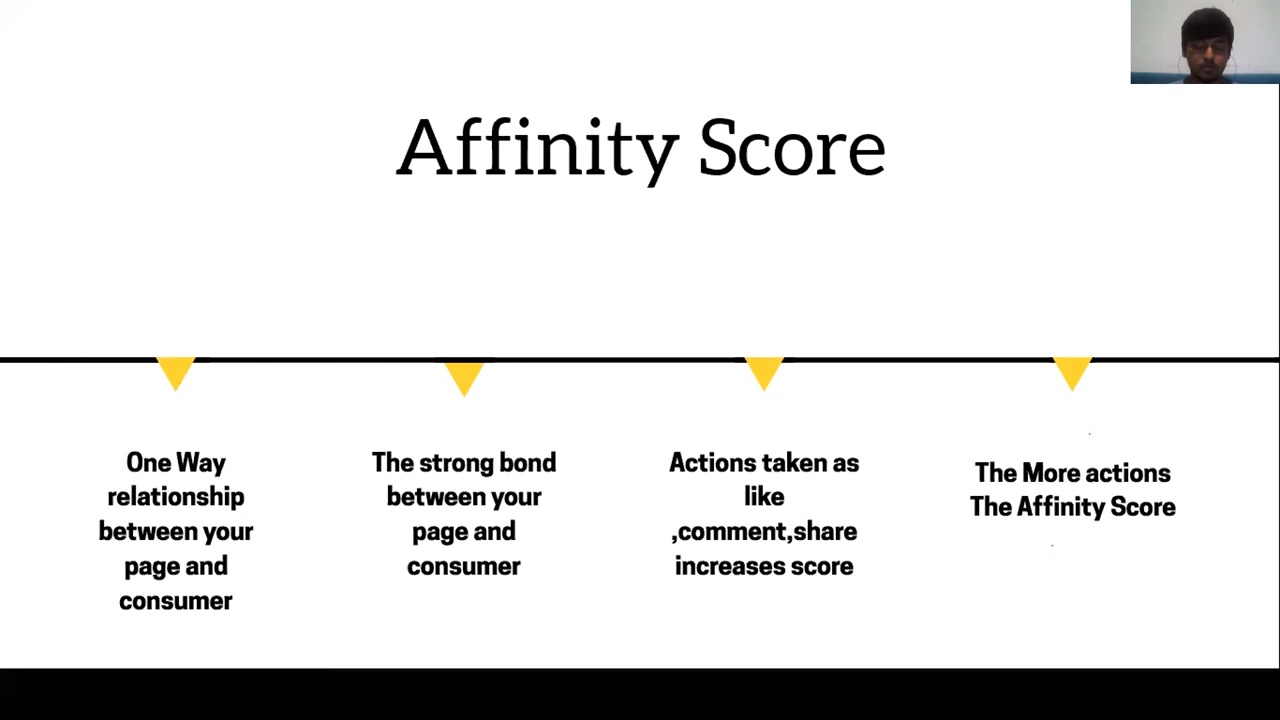 Affinity Score
One Way
relationship
between your
page and
consumer
The strong bond
between your
page and
consumer
Actions taken as
like
,comment,share
increases score
The More actions
The Affinity Score